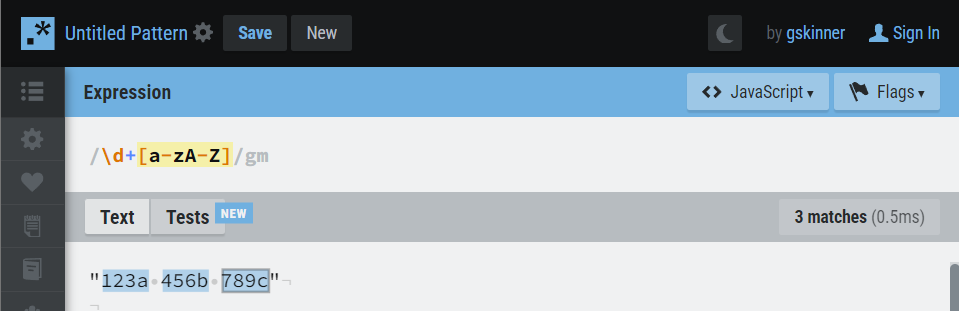 Untitled Pattern Save New by gskinner Sign In
Expression <> JavaScript ▾ Flags ▾
/\d+[a-zA-Z]/gm
Text Tests NEW 3 matches (0.5ms)
"123a·456b·789c"¬
¬